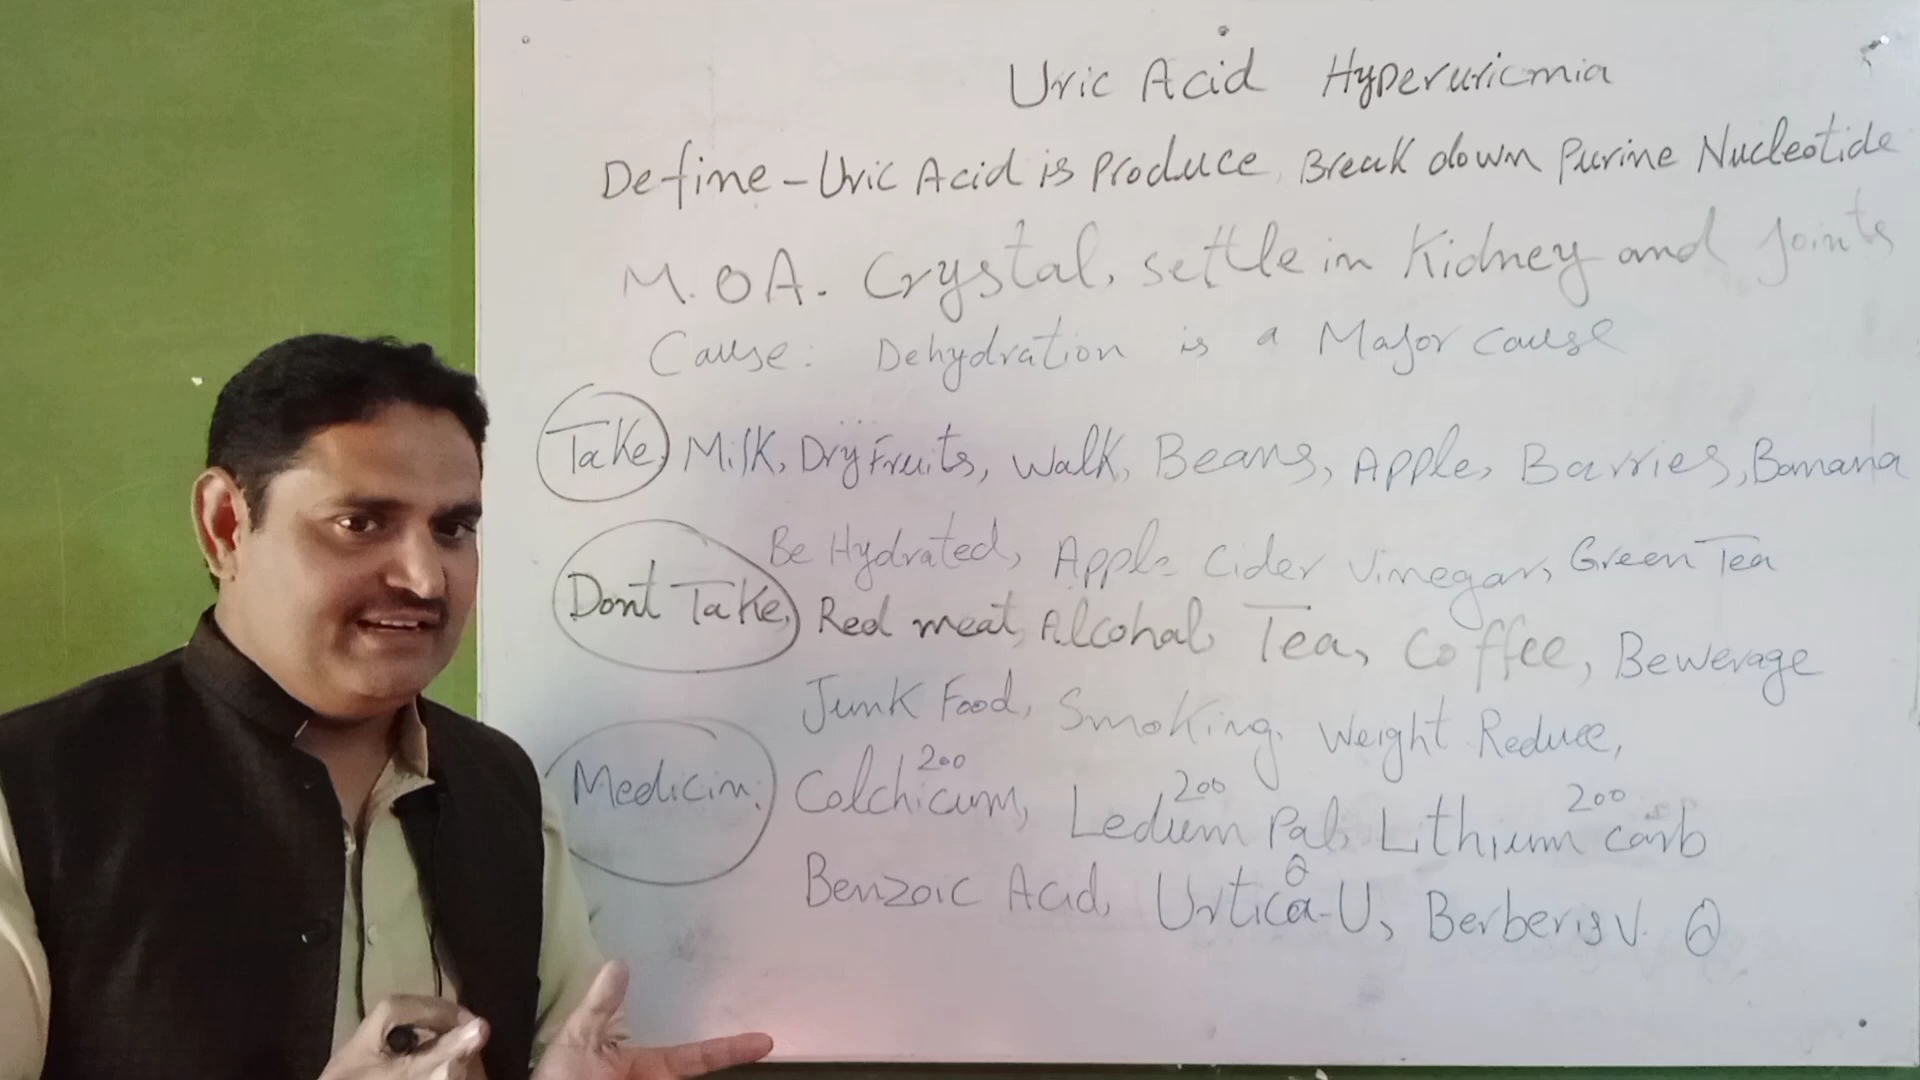 Uric Acid Hyperuricmia
Define - Uric Acid is Produce, Break down Purine Nucleotide
M.O A. Crystal, settle in Kidney and Joints
Cause: Dehydration is a Major Cause
Take Milk, Dry Fruits, Walk, Beans, Apple, Barries, Banana
Be Hydrated, Apple Cider Vinegar, Green Tea
Dont Take, Red meat, Alcohal, Tea, Coffee, Bewerage
Junk Food, Smoking, Weight Reduce,
Medicin: Colchicum 200, Ledum Pal 200, Lithium Carb 200
Benzoic Acid, Urtica-U Q, Berberis V. Q